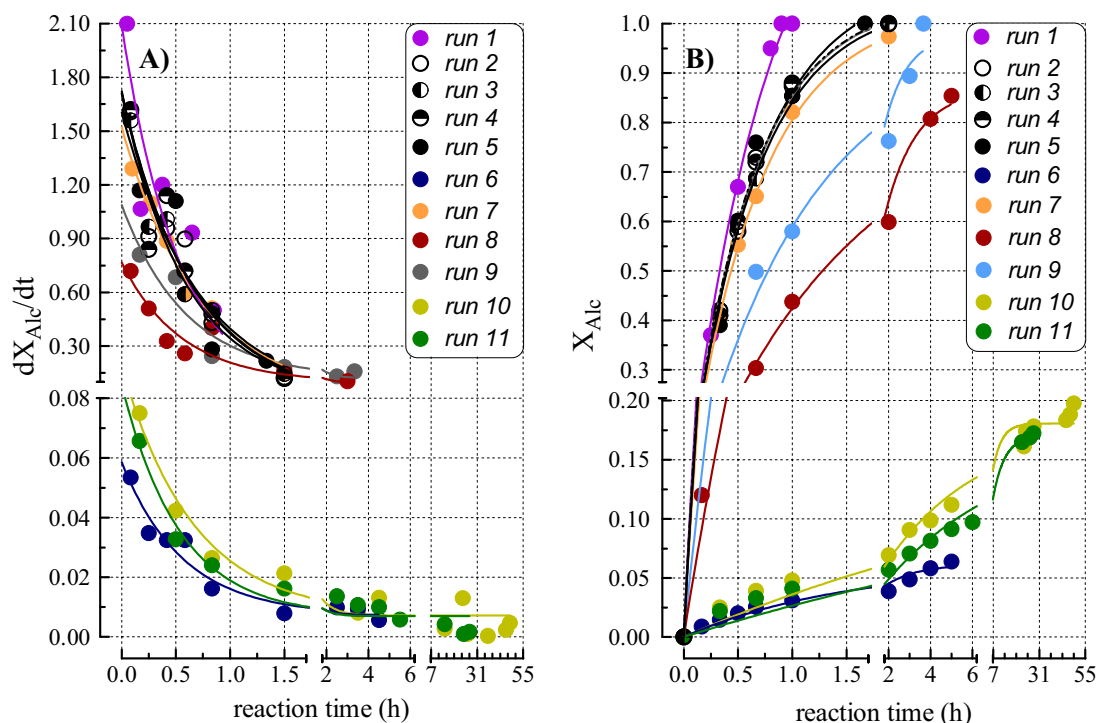 A)
2.10
1.80
1.50
1.20
0.90
0.60
0.30
0.08
0.06
0.04
0.02
0.00
dX_Alc/dt
run 1
run 2
run 3
run 4
run 5
run 6
run 7
run 8
run 9
run 10
run 11
0.0 0.5 1.0 1.5 2 4 6 7 55
reaction time (h)
B)
1.0
0.9
0.8
0.7
0.6
0.5
0.4
0.3
0.20
0.15
0.10
0.05
0.00
X_Alc
run 1
run 2
run 3
run 4
run 5
run 6
run 7
run 8
run 9
run 10
run 11
0.0 0.5 1.0 1.5 2 4 6 7 55
reaction time (h)